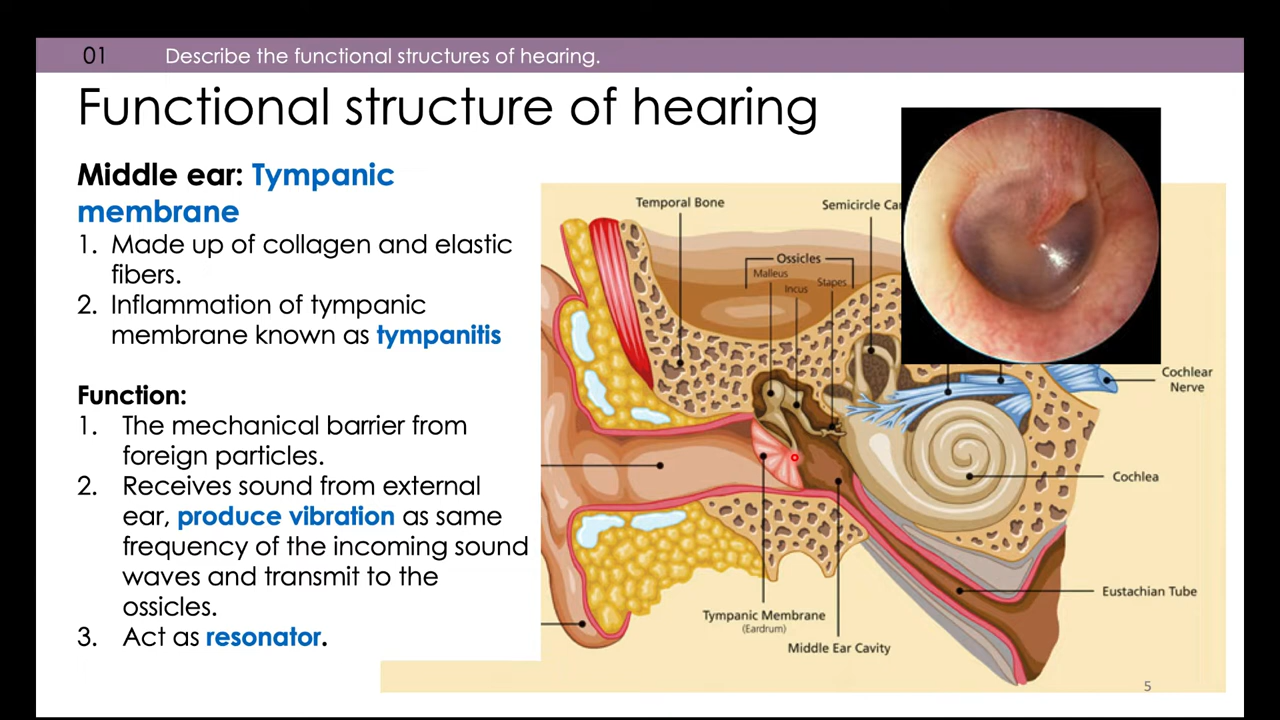 01 Describe the functional structures of hearing.
Functional structure of hearing
Middle ear: Tympanic
membrane
1. Made up of collagen and elastic
fibers.
2. Inflammation of tympanic
membrane known as tympanitis
Function:
1. The mechanical barrier from
foreign particles.
2. Receives sound from external
ear, produce vibration as same
frequency of the incoming sound
waves and transmit to the
ossicles.
3. Act as resonator.
Temporal Bone
Semicircle Ca
Ossicles
Malleus
Incus
Stapes
Cochlear
Nerve
Cochlea
Eustachian Tube
Tympanic Membrane
(Eardrum)
Middle Ear Cavity
5